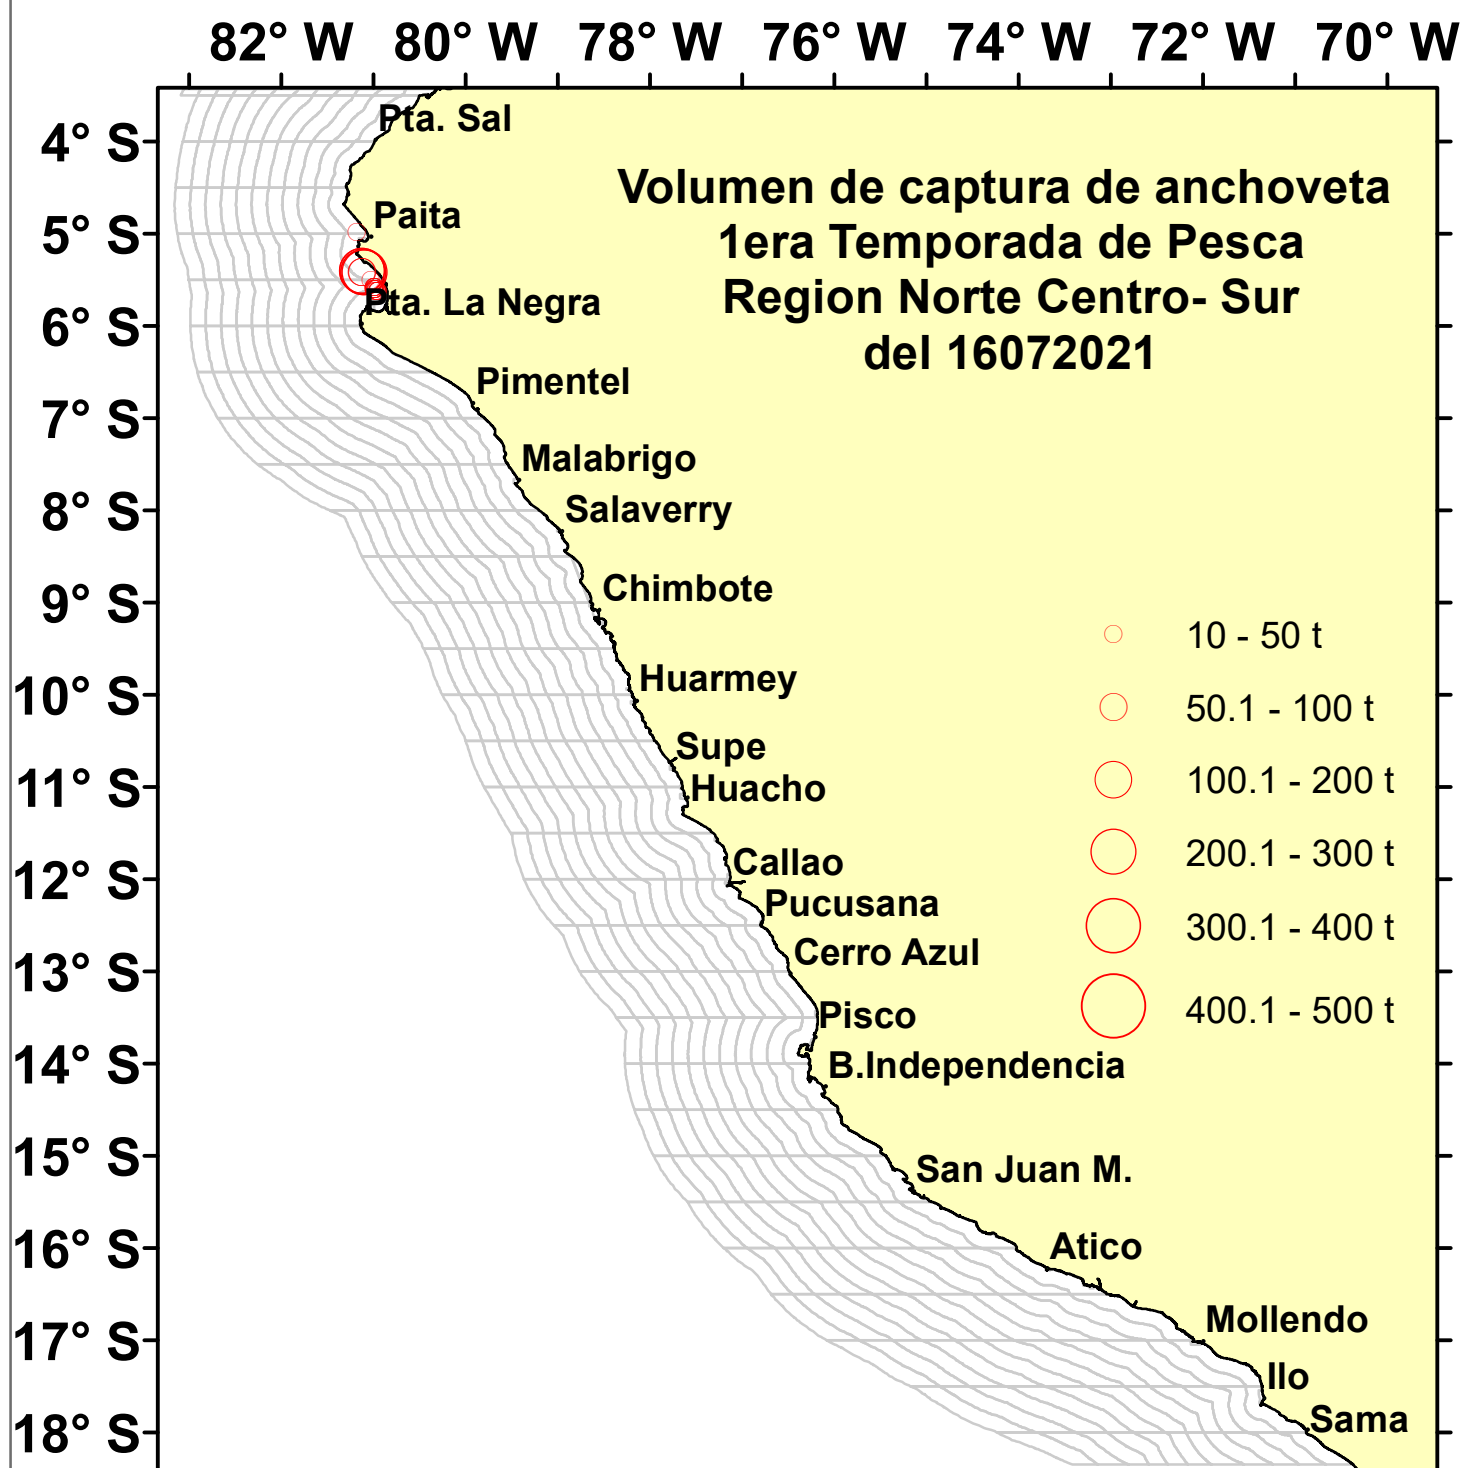 82° W 80° W 78° W 76° W 74° W 72° W 70° W
Pta. Sal
4° S
Volumen de captura de anchoveta
Paita
5° S
1era Temporada de Pesca
Pta. La Negra
Region Norte Centro- Sur
6° S
del 16072021
Pimentel
7° S
Malabrigo
8° S
Salaverry
Chimbote
9° S
10 - 50 t
Huarmey
10° S
50.1 - 100 t
Supe
11° S
Huacho
100.1 - 200 t
Callao
200.1 - 300 t
12° S
Pucusana
300.1 - 400 t
Cerro Azul
13° S
Pisco
400.1 - 500 t
14° S
B.Independencia
15° S
San Juan M.
16° S
Atico
Mollendo
17° S
Ilo
Sama
18° S